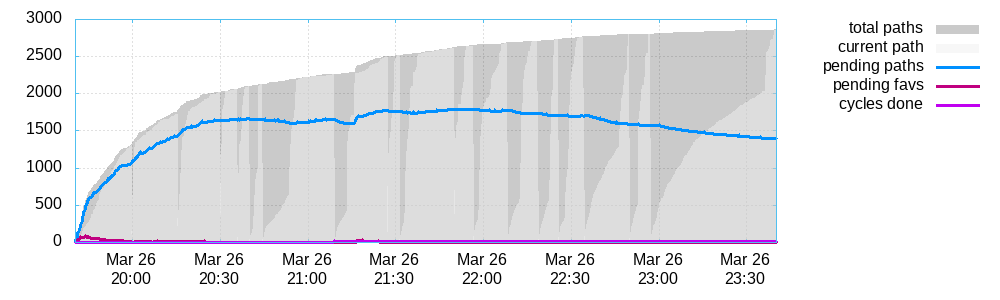 3000
2500
2000
1500
1000
500
0
Mar 26
20:00
Mar 26
20:30
Mar 26
21:00
Mar 26
21:30
Mar 26
22:00
Mar 26
22:30
Mar 26
23:00
Mar 26
23:30
total paths
current path
pending paths
pending favs
cycles done